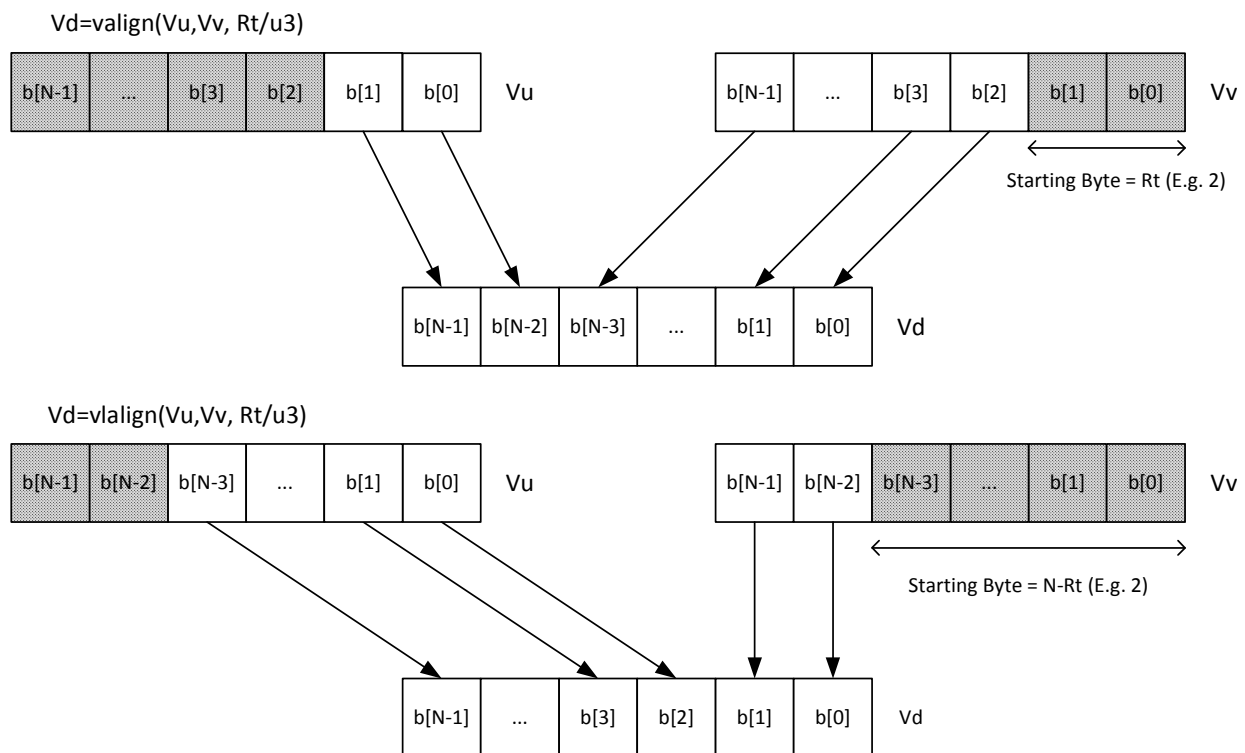 Vd=valign(Vu,Vv, Rt/u3)
b[N-1] ... b[3] b[2] b[1] b[0] Vu b[N-1] ... b[3] b[2] b[1] b[0] Vv
Starting Byte = Rt (E.g. 2)
b[N-1] b[N-2] b[N-3] ... b[1] b[0] Vd
Vd=vlalign(Vu,Vv, Rt/u3)
b[N-1] b[N-2] b[N-3] ... b[1] b[0] Vu b[N-1] b[N-2] b[N-3] ... b[1] b[0] Vv
Starting Byte = N-Rt (E.g. 2)
b[N-1] ... b[3] b[2] b[1] b[0] Vd